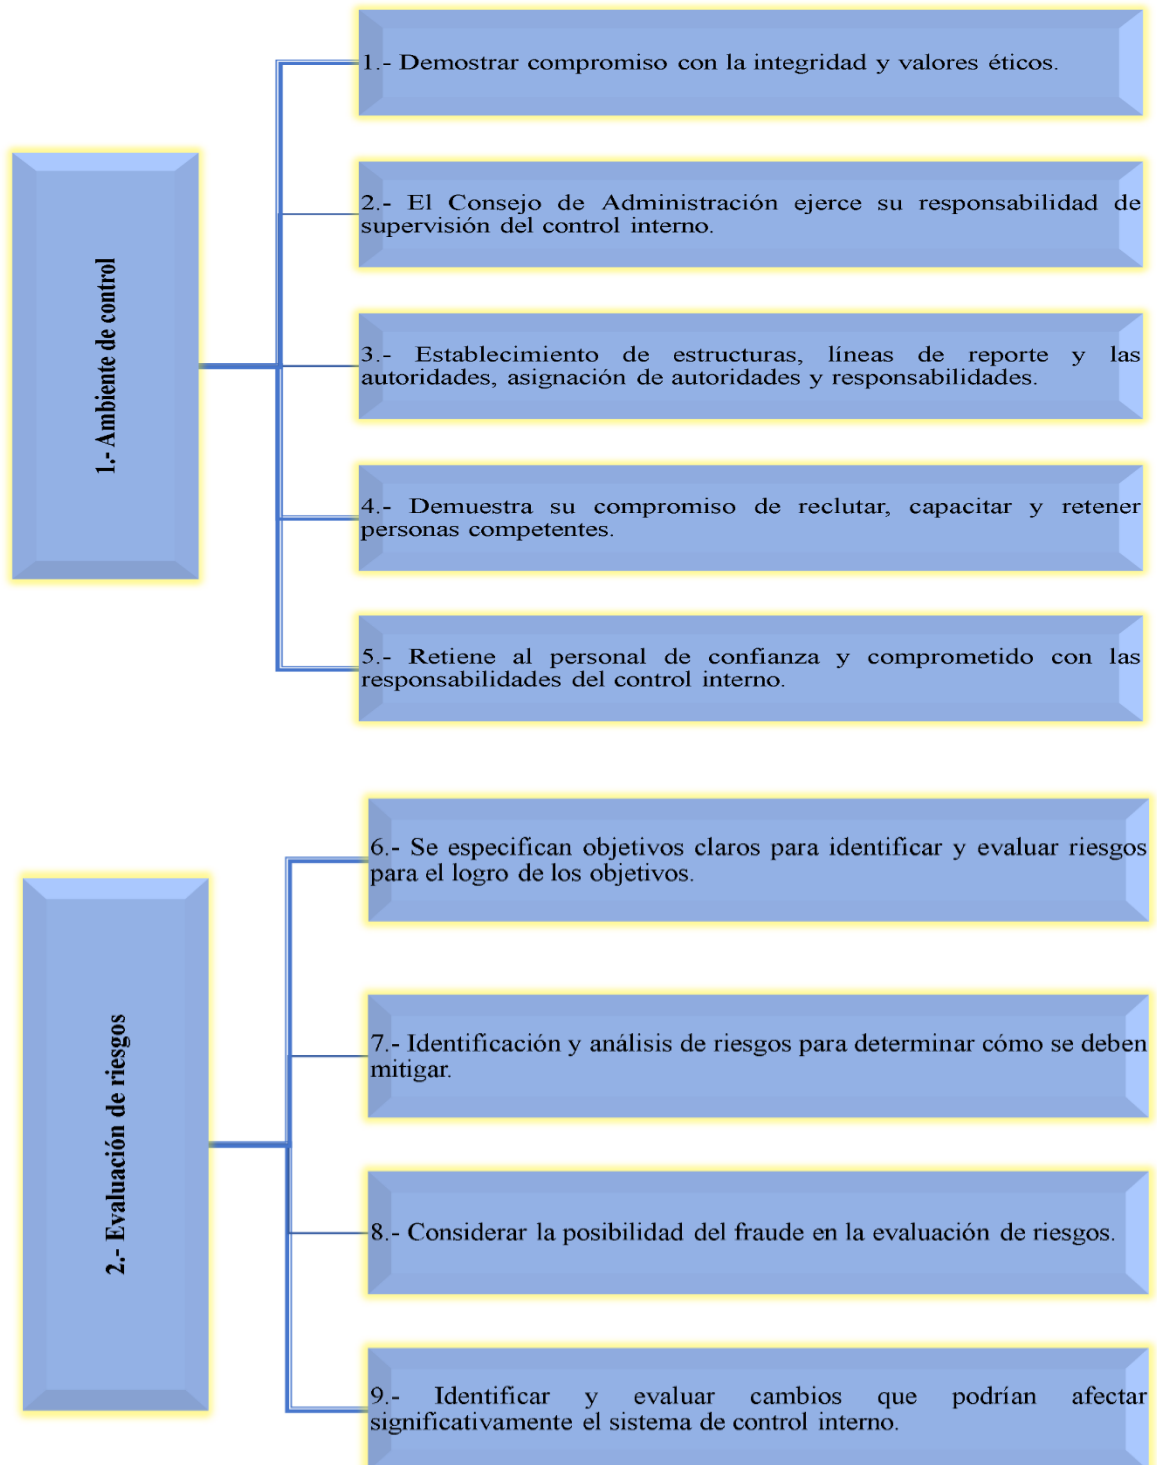 1.- Ambiente de control
1.- Demostrar compromiso con la integridad y valores éticos.
2.- El Consejo de Administración ejerce su responsabilidad de
supervisión del control interno.
3.- Establecimiento de estructuras, líneas de reporte y las
autoridades, asignación de autoridades y responsabilidades.
4.- Demuestra su compromiso de reclutar, capacitar y retener
personas competentes.
5.- Retiene al personal de confianza y comprometido con las
responsabilidades del control interno.
2.- Evaluación de riesgos
6.- Se especifican objetivos claros para identificar y evaluar riesgos
para el logro de los objetivos.
7.- Identificación y análisis de riesgos para determinar cómo se deben
mitigar.
8.- Considerar la posibilidad del fraude en la evaluación de riesgos.
9.- Identificar y evaluar cambios que podrían afectar
significativamente el sistema de control interno.